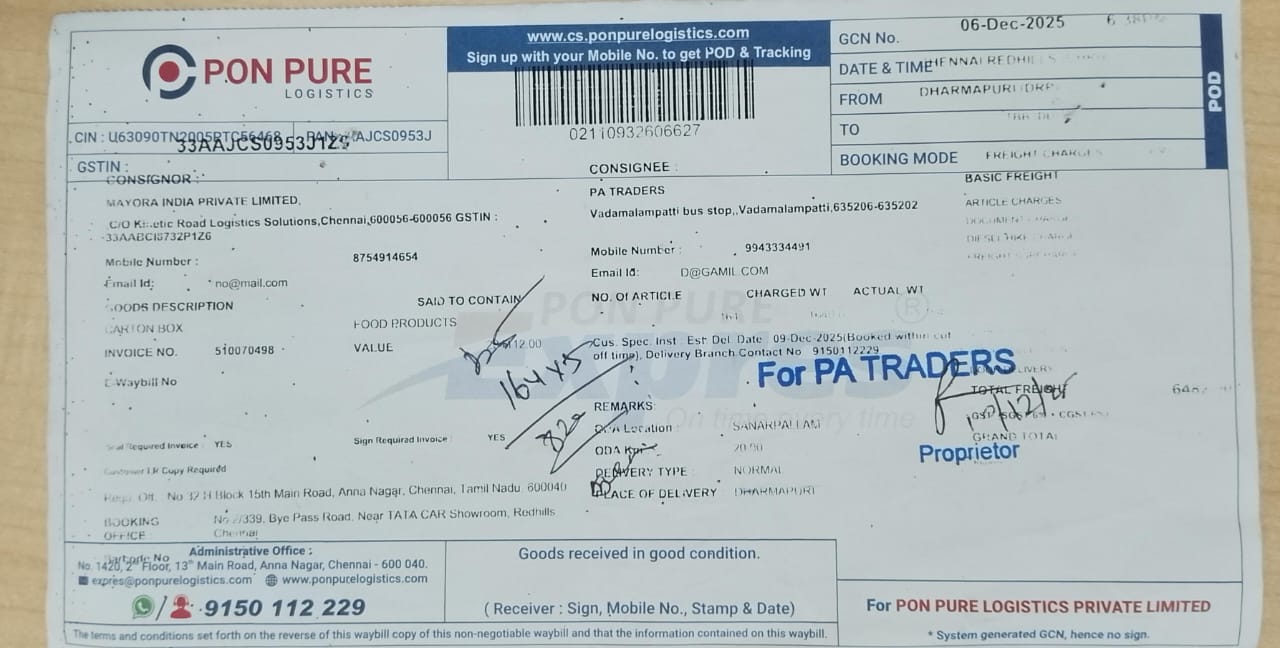 PON PURE
LOGISTICS
www.cs.ponpurelogistics.com
Sign up with your Mobile No. to get POD & Tracking
02110932606627
GCN No.
06-Dec-2025
DATE & TIME
FROM
DHARMAPURI
TO
BOOKING MODE
FREIGHT CHARGES
POD
CIN :
33AAJCS0953J1Z5
GSTIN :
CONSIGNOR :
MAYORA INDIA PRIVATE LIMITED,
C/O Kinetic Road Logistics Solutions,Chennai,600056-600056 GSTIN :
Mobile Number :
8754914654
Email Id:
no@mail.com
GOODS DESCRIPTION
SAID TO CONTAIN
CARTON BOX
FOOD PRODUCTS
INVOICE NO.
510070498
VALUE
E-Waybill No
Seal Required Invoice :
YES
Sign Required Invoice :
YES
Customer LR Copy Required
No 32 H Block 15th Main Road, Anna Nagar, Chennai, Tamil Nadu, 600040
BOOKING
OFFICE :
No 2/339, Bye Pass Road, Near TATA CAR Showroom, Redhills
Chennai
CONSIGNEE :
PA TRADERS
Vadamalampatti bus stop,,Vadamalampatti,635206-635202
Mobile Number :
9943334491
Email Id:
D@GAMIL.COM
NO. Of ARTICLE
CHARGED WT
ACTUAL WT
PON PURE
Expres
On time every time
®
Cus. Spec. Inst
Est. Del. Date
09-Dec-2025(Booked within cut
off time), Delivery Branch Contact No
9150112229
For PA TRADERS
REMARKS:
ODA Location :
SANARPALLAM
ODA
20.00
DELIVERY TYPE :
NORMAL
PLACE OF DELIVERY
DHARMAPURI
BASIC FREIGHT
ARTICLE CHARGES
TOTAL FREIGHT
GRAND TOTAL
Proprietor
Administrative Office :
No. 1420, 2nd Floor, 13th Main Road, Anna Nagar, Chennai - 600 040.
expres@ponpurelogistics.com
www.ponpurelogistics.com
9150 112 229
Goods received in good condition.
( Receiver : Sign, Mobile No., Stamp & Date)
For PON PURE LOGISTICS PRIVATE LIMITED
* System generated GCN, hence no sign.
The terms and conditions set forth on the reverse of this waybill copy of this non-negotiable waybill and that the information contained on this waybill.